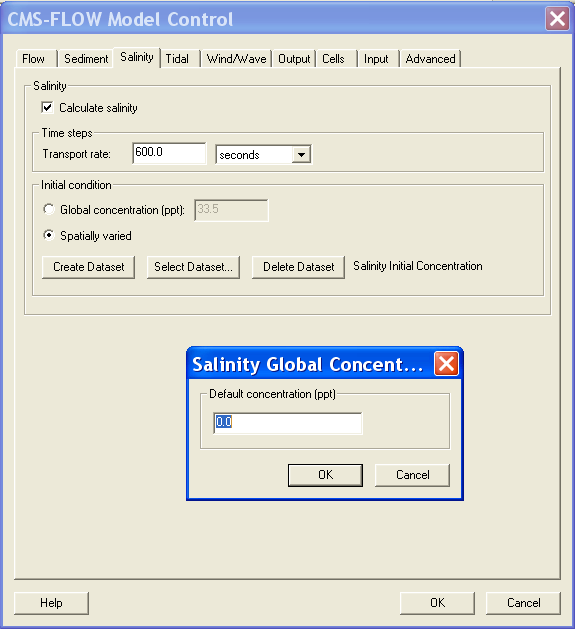 CMS-FLOW Model Control
Flow Sediment Salinity Tidal Wind/Wave Output Cells Input Advanced
Salinity
Calculate salinity
Time steps
Transport rate: 600.0 seconds
Initial condition
Global concentration (ppt): 33.5
Spatially varied
Create Dataset Select Dataset... Delete Dataset Salinity Initial Concentration
Salinity Global Concent...
Default concentration (ppt)
0.0
OK Cancel
Help OK Cancel